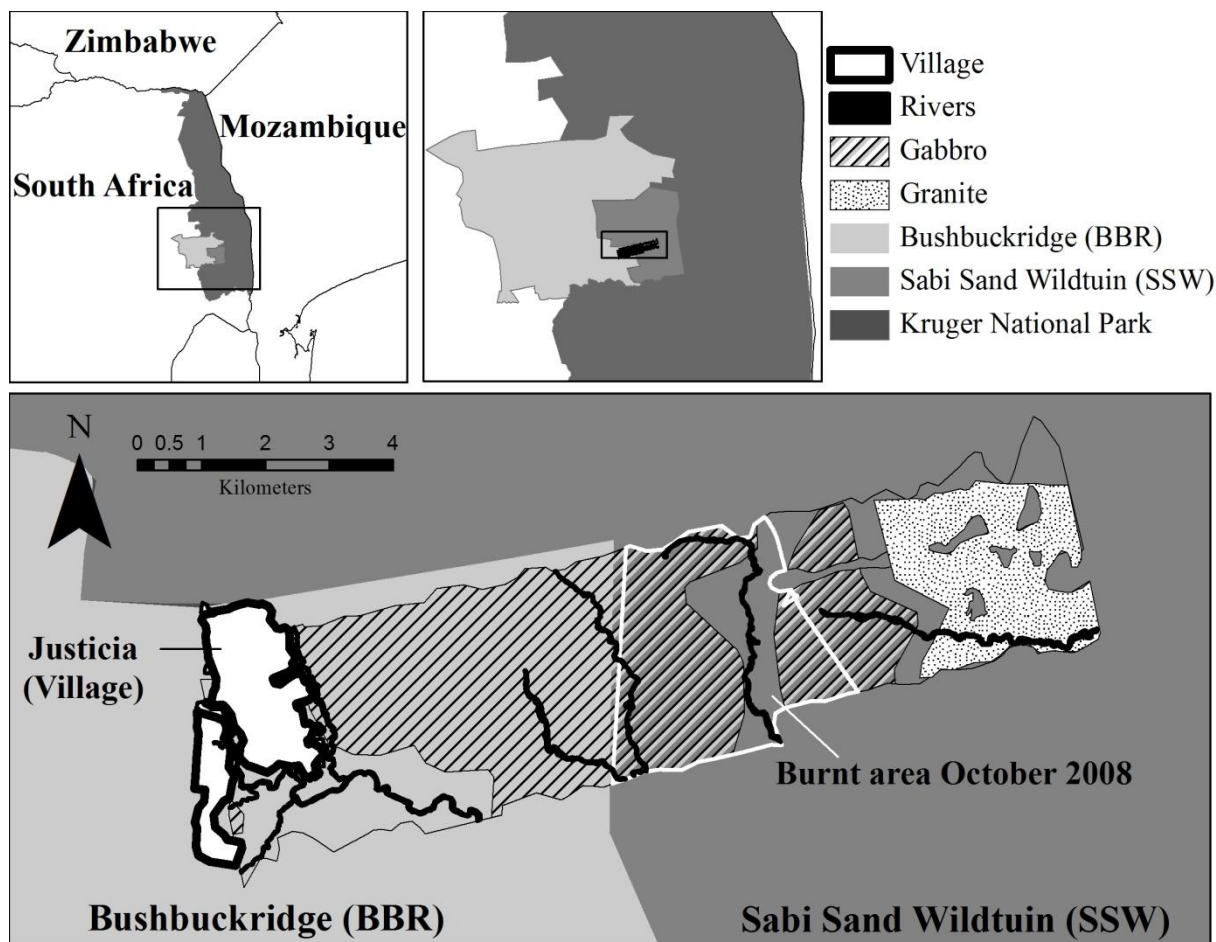 Zimbabwe
Mozambique
South Africa
Village
Rivers
Gabbro
Granite
Bushbuckridge (BBR)
Sabi Sand Wildtuin (SSW)
Kruger National Park
N
0 0.5 1 2 3 4
Kilometers
Justicia
(Village)
Burnt area October 2008
Bushbuckridge (BBR)
Sabi Sand Wildtuin (SSW)